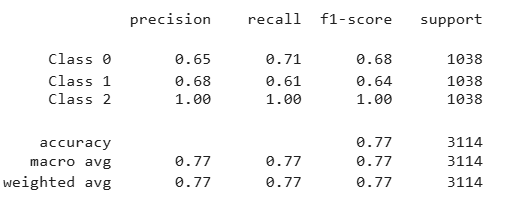 precision recall f1-score support
Class 0 0.65 0.71 0.68 1038
Class 1 0.68 0.61 0.64 1038
Class 2 1.00 1.00 1.00 1038
accuracy 0.77 3114
macro avg 0.77 0.77 0.77 3114
weighted avg 0.77 0.77 0.77 3114